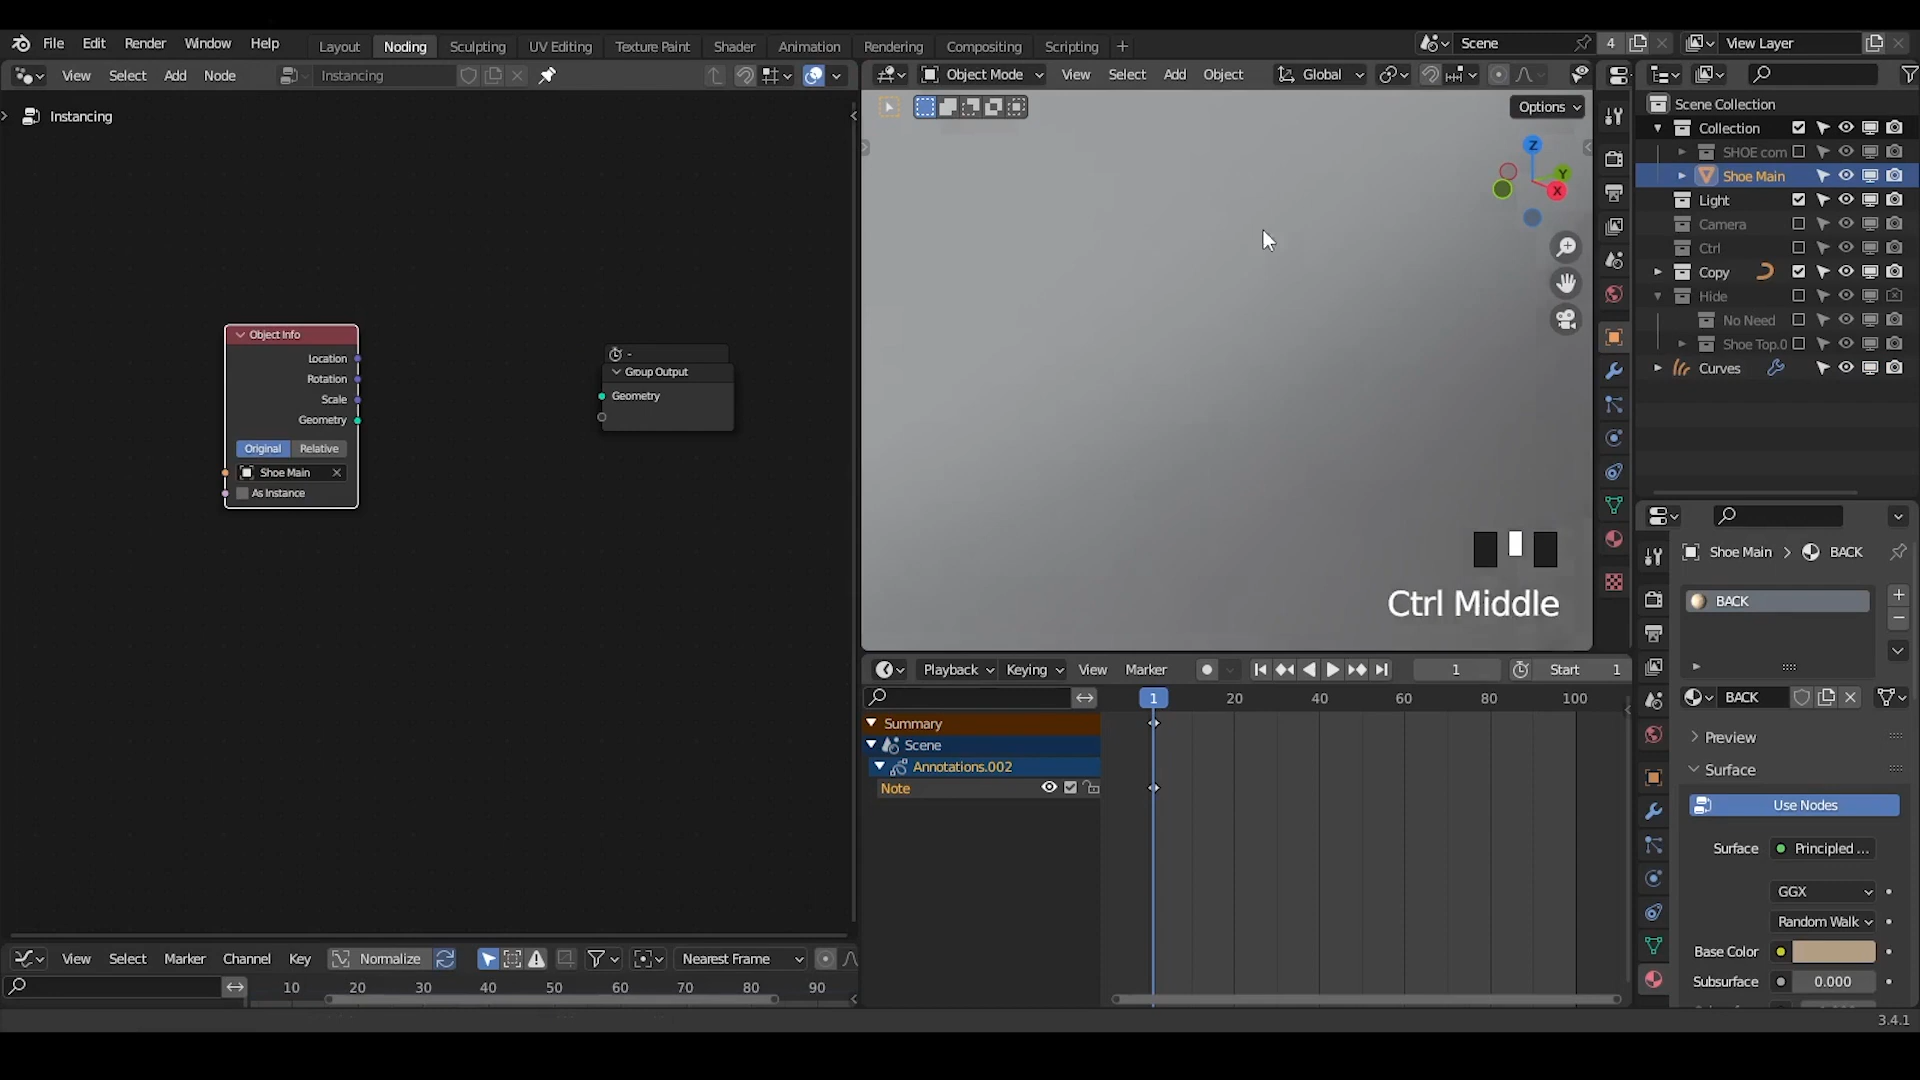 File Edit Render Window Help Layout Noding Sculpting UV Editing Texture Paint Shader Animation Rendering Compositing Scripting Scene 4 View Layer
View Select Add Node Instancing Object Mode View Select Add Object Global
Instancing
Options
Z
Y
X
Scene Collection
Collection
SHOE com
Shoe Main
Light
Camera
Ctrl
Copy
Hide
No Need
Shoe Top.0
Curves
Object Info
Location
Rotation
Scale
Geometry
Original Relative
Shoe Main
As Instance
-
Group Output
Geometry
Ctrl Middle
Playback Keying View Marker 1 Start 1
1 20 40 60 80 100
Summary
Scene
Annotations.002
Note
Shoe Main BACK
BACK
BACK
Preview
Surface
Use Nodes
Surface Principled ...
GGX
Random Walk
Base Color
Subsurface 0.000
View Select Marker Channel Key Normalize Nearest Frame
10 20 30 40 50 60 70 80 90
3.4.1